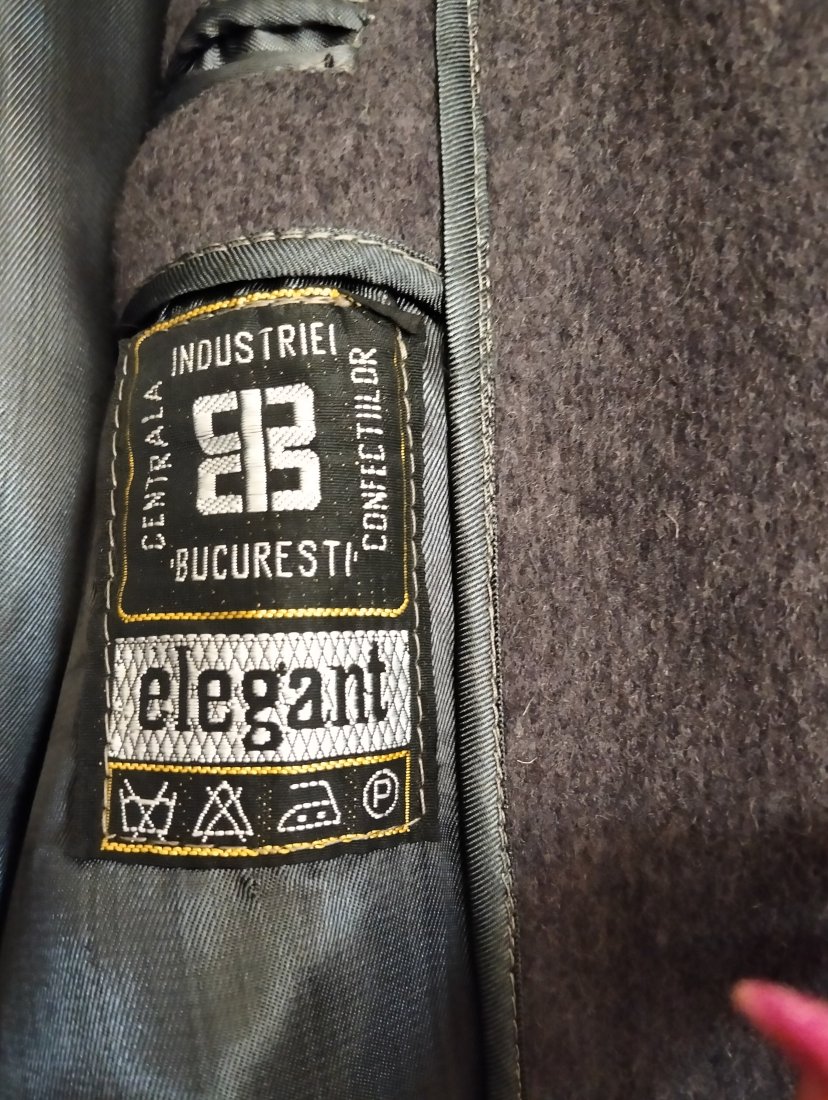 CENTRALA
INDUSTRIEI
CONFECTIILOR
'BUCURESTI'
elegant
P